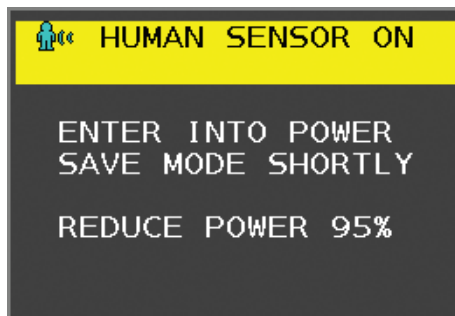 HUMAN SENSOR ON
ENTER INTO POWER
SAVE MODE SHORTLY
REDUCE POWER 95%